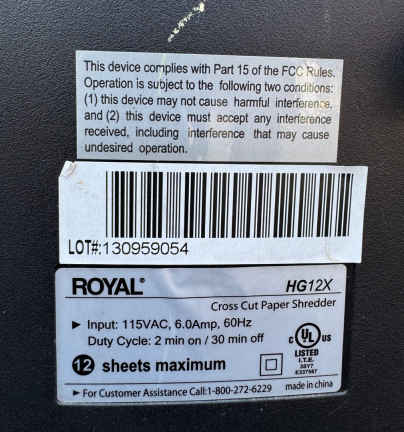 This device complies with Part 15 of the FCC Rules.
Operation is subject to the following two conditions:
(1) this device may not cause harmful interference,
and (2) this device must accept any interference
received, including interference that may cause
undesired operation.
LOT#:130959054
ROYAL®
HG12X
Cross Cut Paper Shredder
▶ Input: 115VAC, 6.0Amp, 60Hz
Duty Cycle: 2 min on / 30 min off
C UL US
LISTED
I.T.E.
12 sheets maximum
▶ For Customer Assistance Call:1-800-272-6229
made in china